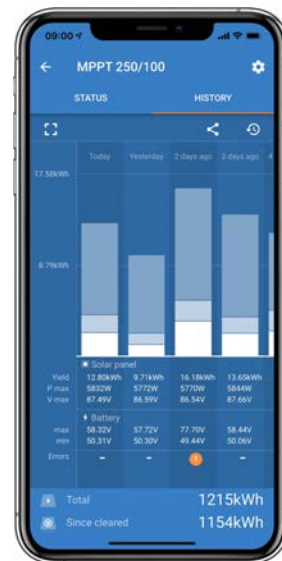 09:00
MPPT 250/100
STATUS HISTORY
Today Yesterday 2 days ago 3 days ago 4
17.58kWh
8.79kWh
Solar panel
Yield 12.80kWh 9.71kWh 16.18kWh 13.65kWh
P max 5832W 5772W 5770W 5844W
V max 87.49V 86.59V 86.54V 87.66V
Battery
max 58.32V 57.72V 77.70V 58.44V
min 50.31V 50.30V 49.44V 50.06V
Errors – – 1 –
Total 1215kWh
Since cleared 1154kWh